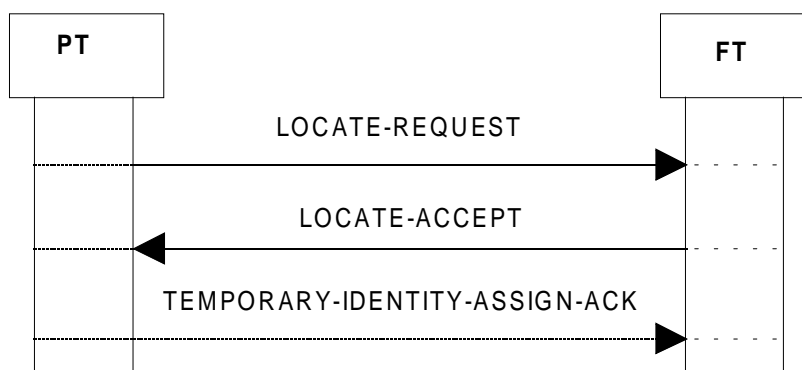 PT
FT
LOCATE-REQUEST
LOCATE-ACCEPT
TEMPORARY-IDENTITY-ASSIGN-ACK